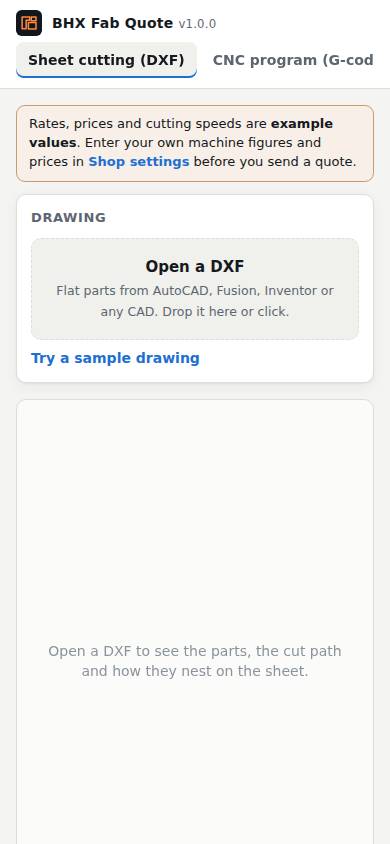 BHX Fab Quote v1.0.0
Sheet cutting (DXF) CNC program (G-cod
Rates, prices and cutting speeds are example
values. Enter your own machine figures and
prices in Shop settings before you send a quote.
DRAWING
Open a DXF
Flat parts from AutoCAD, Fusion, Inventor or
any CAD. Drop it here or click.
Try a sample drawing
Open a DXF to see the parts, the cut path
and how they nest on the sheet.